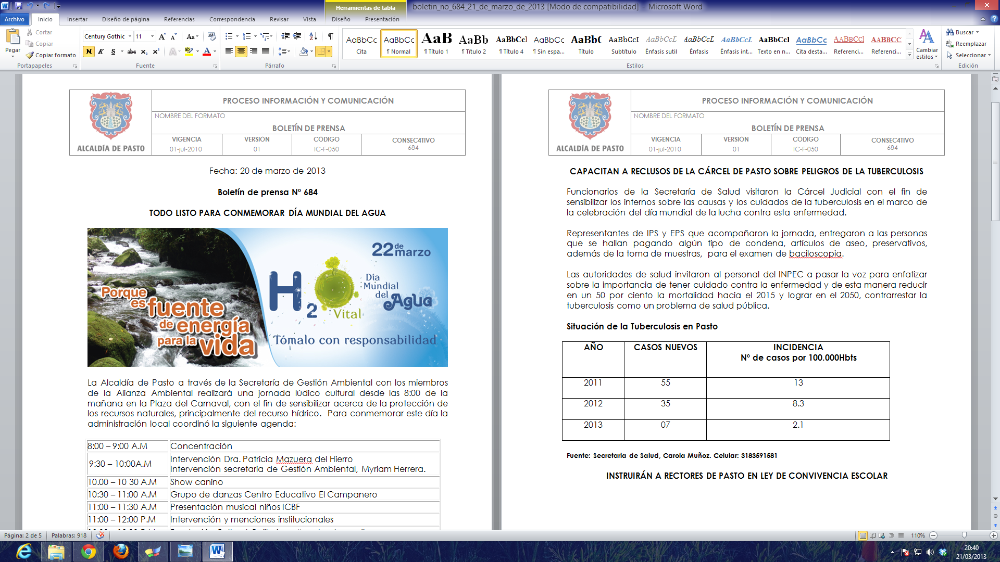 Herramientas de tabla
boletin_no_684_21_de_marzo_de_2013 [Modo de compatibilidad] - Microsoft Word
Archivo Inicio Insertar Diseño de página Referencias Correspondencia Revisar Vista Diseño Presentación
Pegar
Cortar
Copiar
Copiar formato
Portapapeles
Century Gothic 11
N K S abc x₂ x²
Fuente
Párrafo
AaBbCc AaBbCc AaB AaBb AaBbCcI AaBbCc AaBb( AaBbCcI AaBbCcL AaBbCcL AaBbCcL AaBbCcI AaBbCc AABBCCI AABBCC
Cita ¶ Normal ¶ Título 1 ¶ Título 2 ¶ Título 4 ¶ Sin espa... Título Subtítulo Énfasis sutil Énfasis Énfasis int... Texto en n... Cita desta... Referenci... Referenci...
Estilos
Cambiar
estilos
Buscar
Reemplazar
Seleccionar
Edición
ALCALDÍA DE PASTO
PROCESO INFORMACIÓN Y COMUNICACIÓN
NOMBRE DEL FORMATO
BOLETÍN DE PRENSA
VIGENCIA VERSIÓN CÓDIGO CONSEC4TIVO
01-jul-2010 01 IC-F-050 684
Fecha: 20 de marzo de 2013
Boletín de prensa Nº 684
TODO LISTO PARA CONMEMORAR DÍA MUNDIAL DEL AGUA
Porque
es fuente
de energía
para la vida
22 de marzo
H2O Vital
Día
Mundial
del Agua
Tómalo con responsabilidad
La Alcaldía de Pasto a través de la Secretaría de Gestión Ambiental con los miembros
de la Alianza Ambiental realizará una jornada lúdico cultural desde las 8:00 de la
mañana en la Plaza del Carnaval, con el fin de sensibilizar acerca de la protección de
los recursos naturales, principalmente del recurso hídrico.  Para conmemorar este día la
administración local coordinó la siguiente agenda:
8:00 – 9:00 A.M Concentración
9:30 – 10:00A.M Intervención Dra. Patricia Mazuera del Hierro
Intervención secretaria de Gestión Ambiental, Myriam Herrera.
10.00 – 10 30 A.M Show canino
10:30 – 11:00 A.M Grupo de danzas Centro Educativo El Campanero
11:00 – 11:30 A.M Presentación musical niños ICBF
11:00 – 12:00 P.M Intervención y menciones institucionales
ALCALDÍA DE PASTO
PROCESO INFORMACIÓN Y COMUNICACIÓN
NOMBRE DEL FORMATO
BOLETÍN DE PRENSA
VIGENCIA VERSIÓN CÓDIGO CONSEC4TIVO
01-jul-2010 01 IC-F-050 684
CAPACITAN A RECLUSOS DE LA CÁRCEL DE PASTO SOBRE PELIGROS DE LA TUBERCULOSIS
Funcionarios de la Secretaría de Salud visitaron la Cárcel Judicial con el fin de
sensibilizar los internos sobre las causas y los cuidados de la tuberculosis en el marco de
la celebración del día mundial de la lucha contra esta enfermedad.
Representantes de IPS y EPS que acompañaron la jornada, entregaron a las personas
que se hallan pagando algún tipo de condena, artículos de aseo, preservativos,
además de la toma de muestras,  para el examen de baciloscopia.
Las autoridades de salud invitaron al personal del INPEC a pasar la voz para enfatizar
sobre la importancia de tener cuidado contra la enfermedad y de esta manera reducir
en un 50 por ciento la mortalidad hacia el 2015 y lograr en el 2050, contrarrestar la
tuberculosis como un problema de salud pública.
Situación de la Tuberculosis en Pasto
AÑO CASOS NUEVOS INCIDENCIA
Nº de casos por 100.000Hbts
2011 55 13
2012 35 8.3
2013 07 2.1
Fuente: Secretaria de Salud, Carola Muñoz. Celular: 3183591581
INSTRUIRÁN A RECTORES DE PASTO EN LEY DE CONVIVENCIA ESCOLAR
Página: 2 de 5 Palabras: 918
110%
20:40
21/03/2013